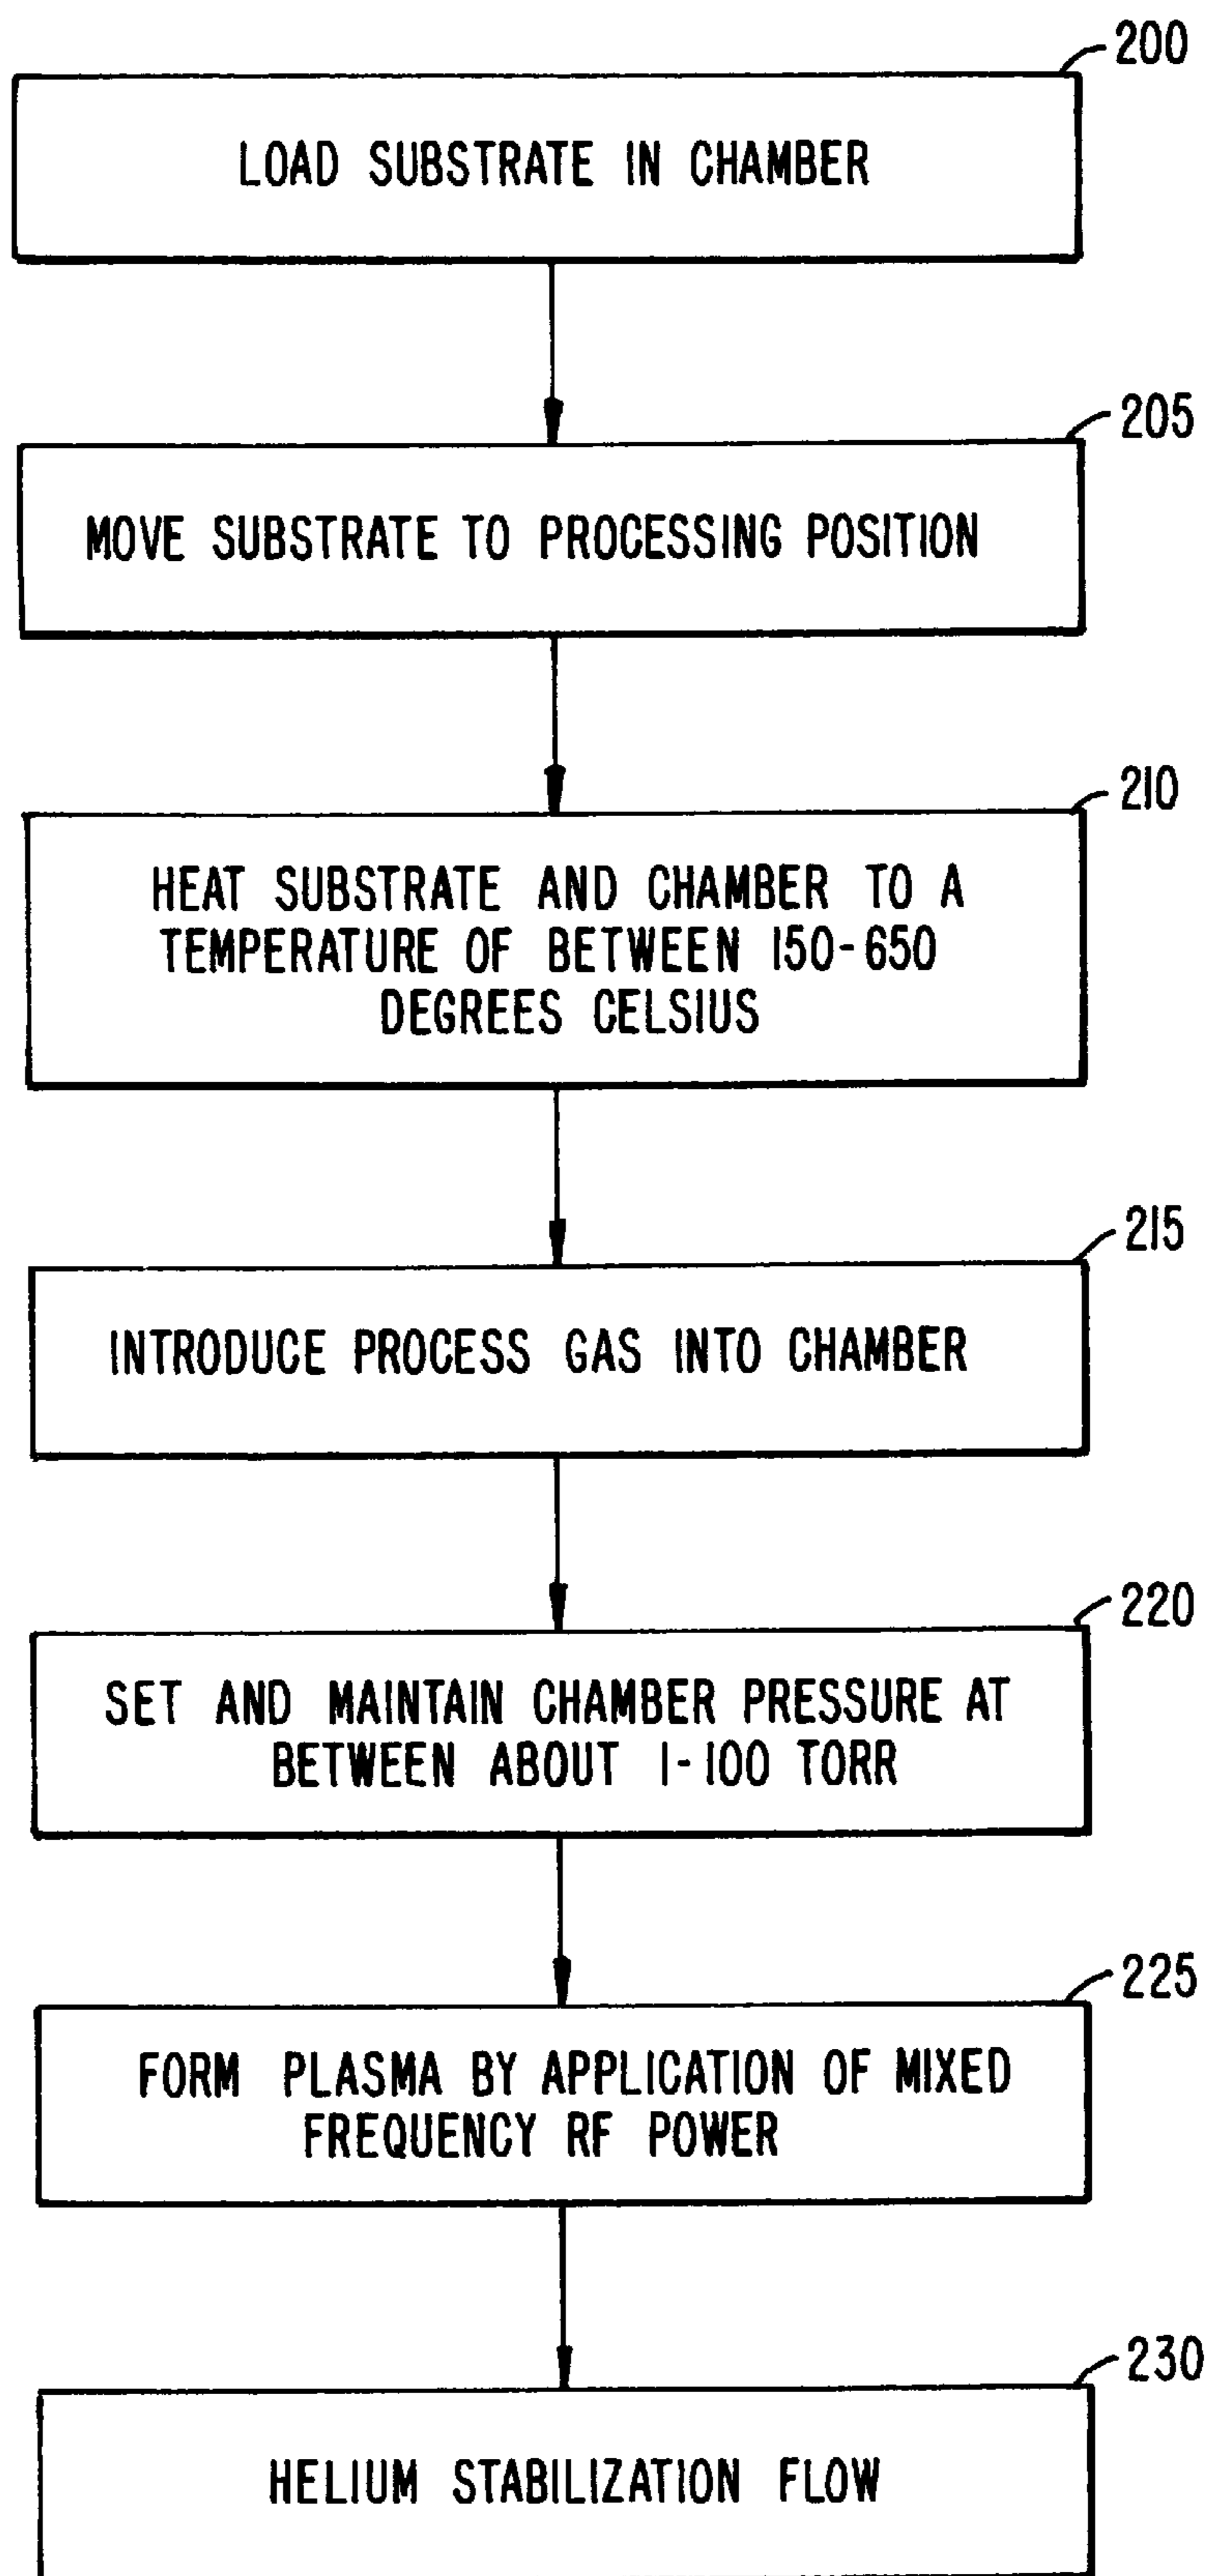 200
LOAD SUBSTRATE IN CHAMBER
205
MOVE SUBSTRATE TO PROCESSING POSITION
210
HEAT SUBSTRATE AND CHAMBER TO A
TEMPERATURE OF BETWEEN 150-650
DEGREES CELSIUS
215
INTRODUCE PROCESS GAS INTO CHAMBER
220
SET AND MAINTAIN CHAMBER PRESSURE AT
BETWEEN ABOUT 1-100 TORR
225
FORM PLASMA BY APPLICATION OF MIXED
FREQUENCY RF POWER
230
HELIUM STABILIZATION FLOW